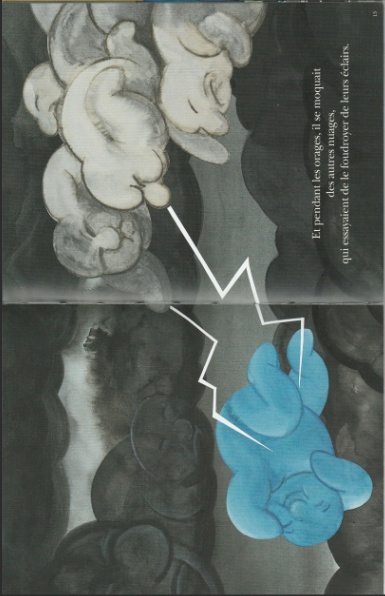 Et pendant les orages, il se moquait
des autres nuages,
qui essayaient de le foudroyer de leurs éclairs.